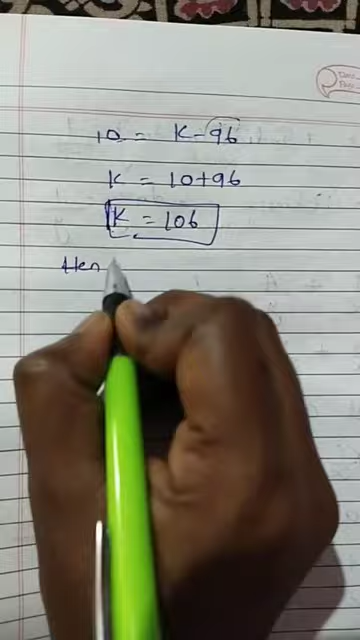 10 = K - 96
K = 10+96
K = 106
Hen